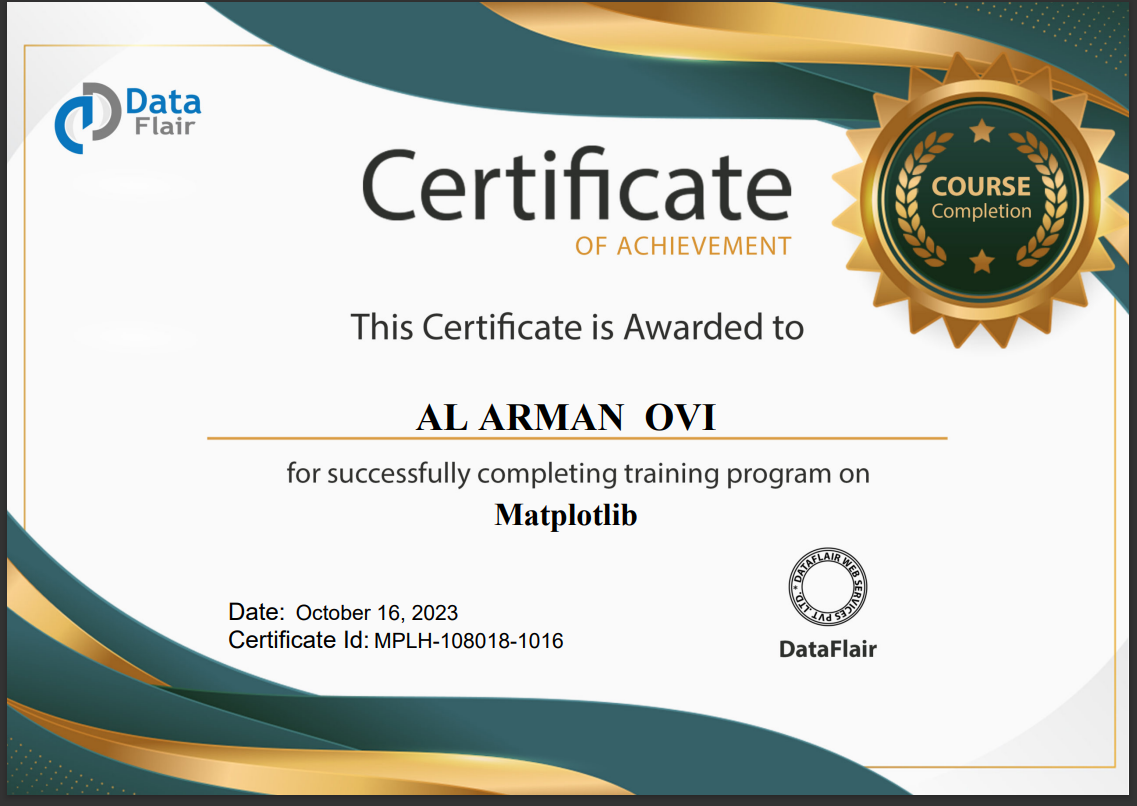 Data
Flair
Certificate
OF ACHIEVEMENT
COURSE
Completion
This Certificate is Awarded to
AL ARMAN OVI
for successfully completing training program on
Matplotlib
Date: October 16, 2023
Certificate Id: MPLH-108018-1016
* DATAFLAIR WEB SERVICES PVT. LTD.
DataFlair